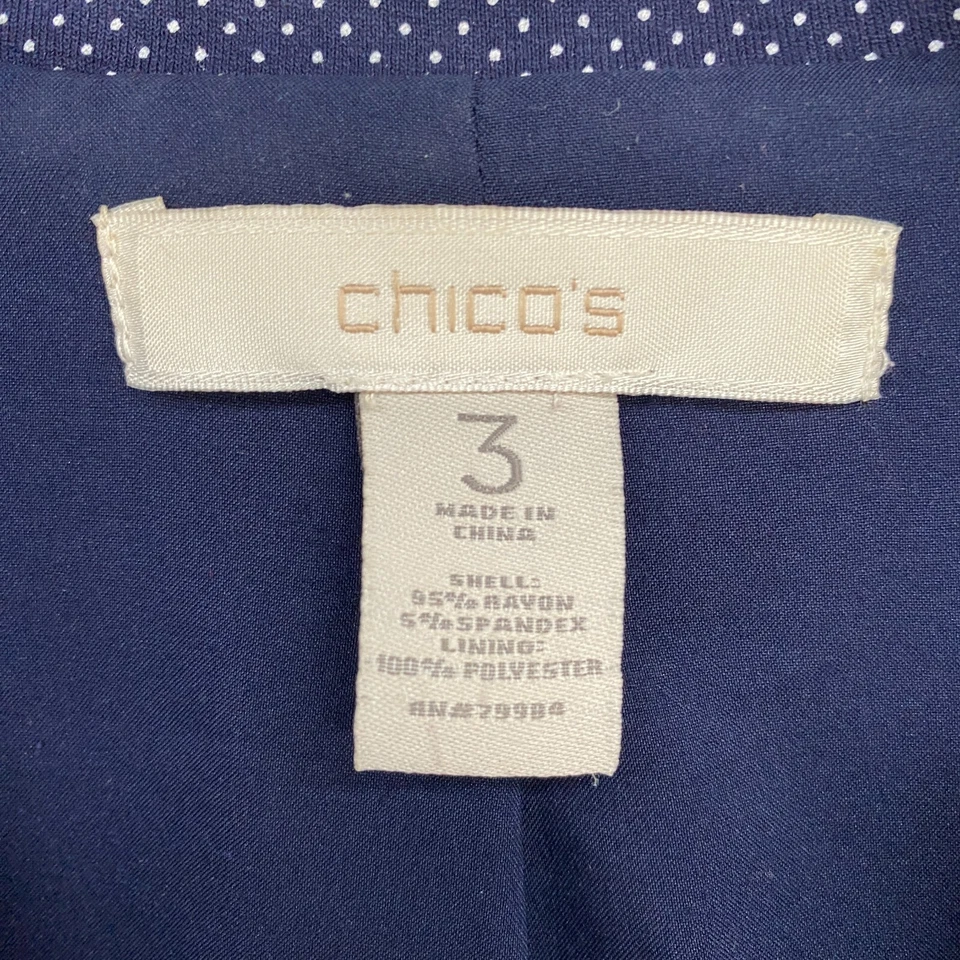 chico's
3
MADE IN
CHINA
SHELL:
95% RAYON
5% SPANDEX
LINING:
100% POLYESTER
RN#79984